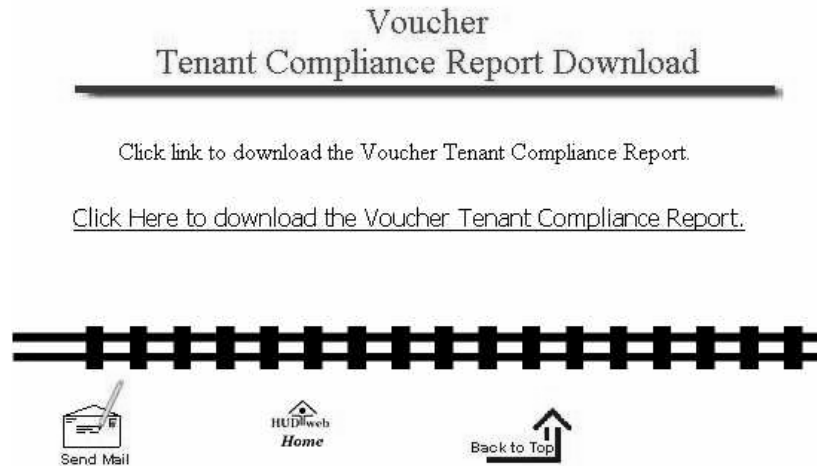 Voucher
Tenant Compliance Report Download
Click link to download the Voucher Tenant Compliance Report.
Click Here to download the Voucher Tenant Compliance Report.
Send Mail
HUDweb
Home
Back to Top